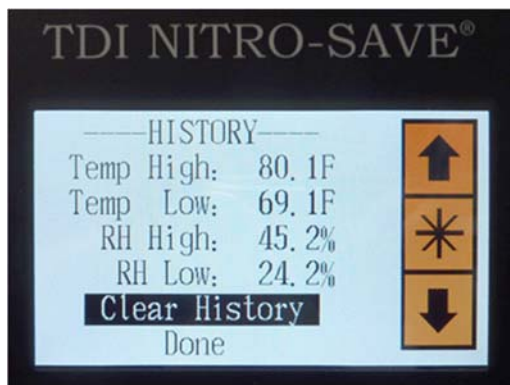 TDI NITRO-SAVE®
----HISTORY----
Temp High: 80.1F
Temp Low: 69.1F
RH High: 45.2%
RH Low: 24.2%
Clear History
Done